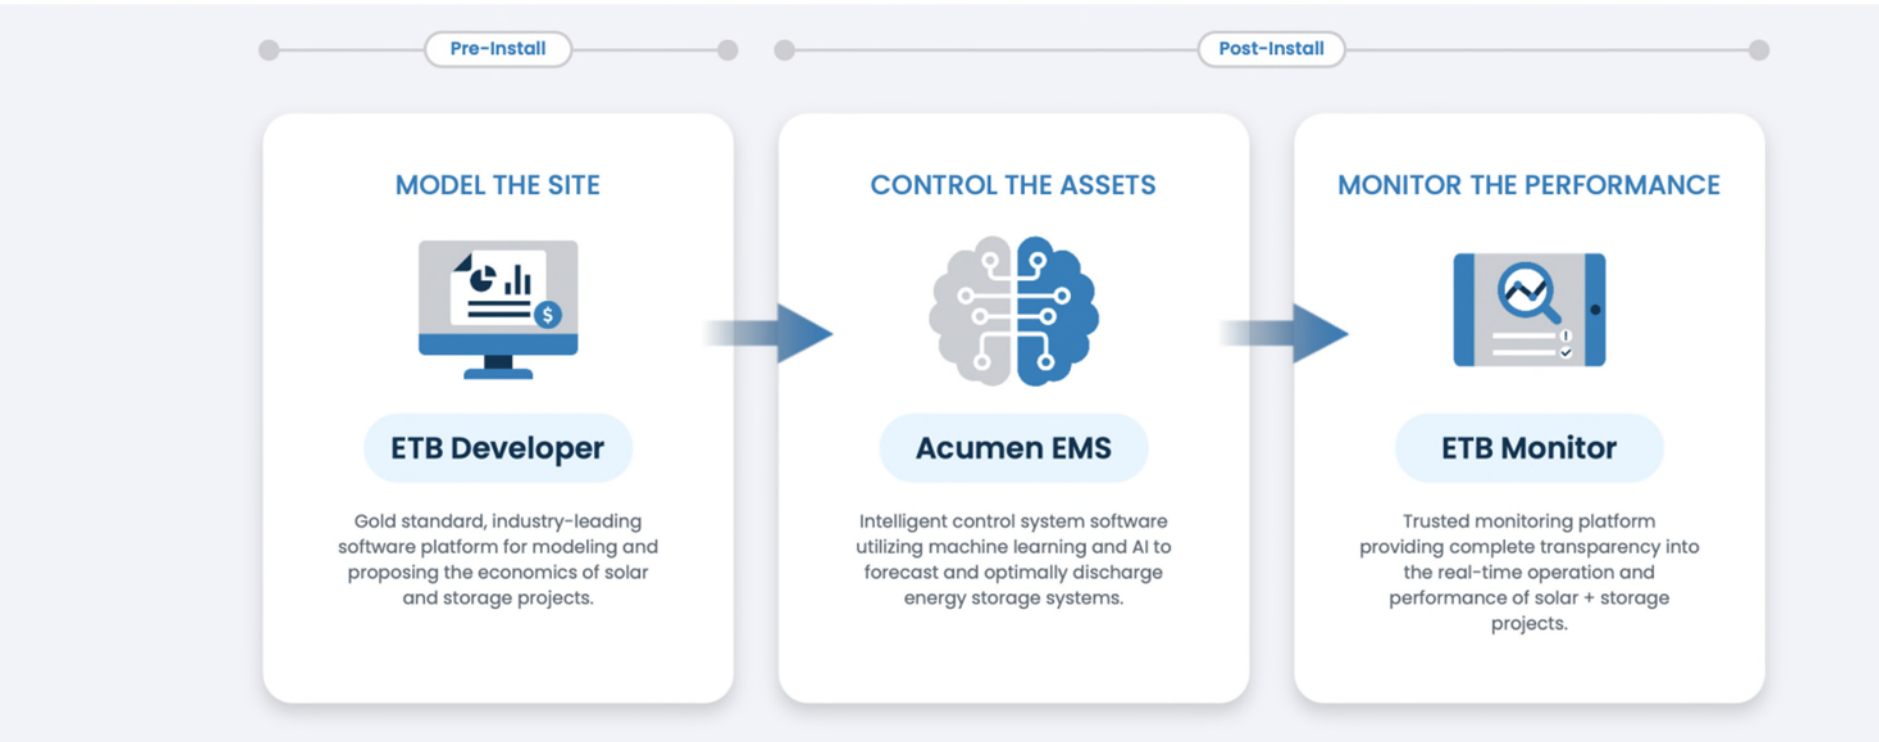 Pre-Install
Post-Install
MODEL THE SITE
ETB Developer
Gold standard, industry-leading
software platform for modeling and
proposing the economics of solar
and storage projects.
CONTROL THE ASSETS
Acumen EMS
Intelligent control system software
utilizing machine learning and AI to
forecast and optimally discharge
energy storage systems.
MONITOR THE PERFORMANCE
ETB Monitor
Trusted monitoring platform
providing complete transparency into
the real-time operation and
performance of solar + storage
projects.